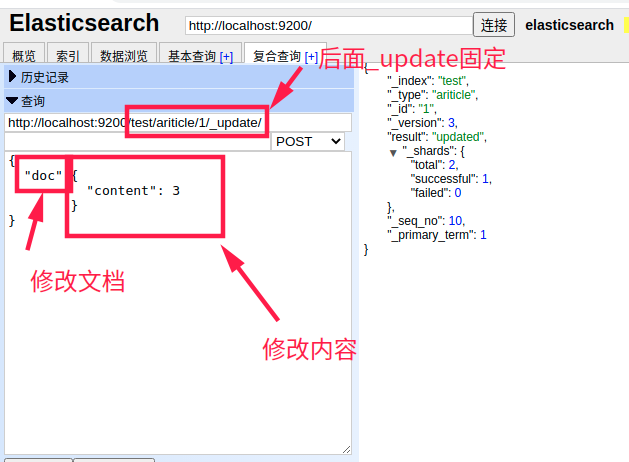 Elasticsearch
http://localhost:9200/
连接
elasticsearch
概览
索引
数据浏览
基本查询 [+]
复合查询 [+]
后面_update固定
历史记录
查询
http://localhost:9200/test/ariticle/1/_update/
POST
{
"doc" {
"content": 3
}
}
修改文档
修改内容
{
"_index": "test",
"_type": "ariticle",
"_id": "1",
"_version": 3,
"result": "updated",
"_shards": {
"total": 2,
"successful": 1,
"failed": 0
},
"_seq_no": 10,
"_primary_term": 1
}